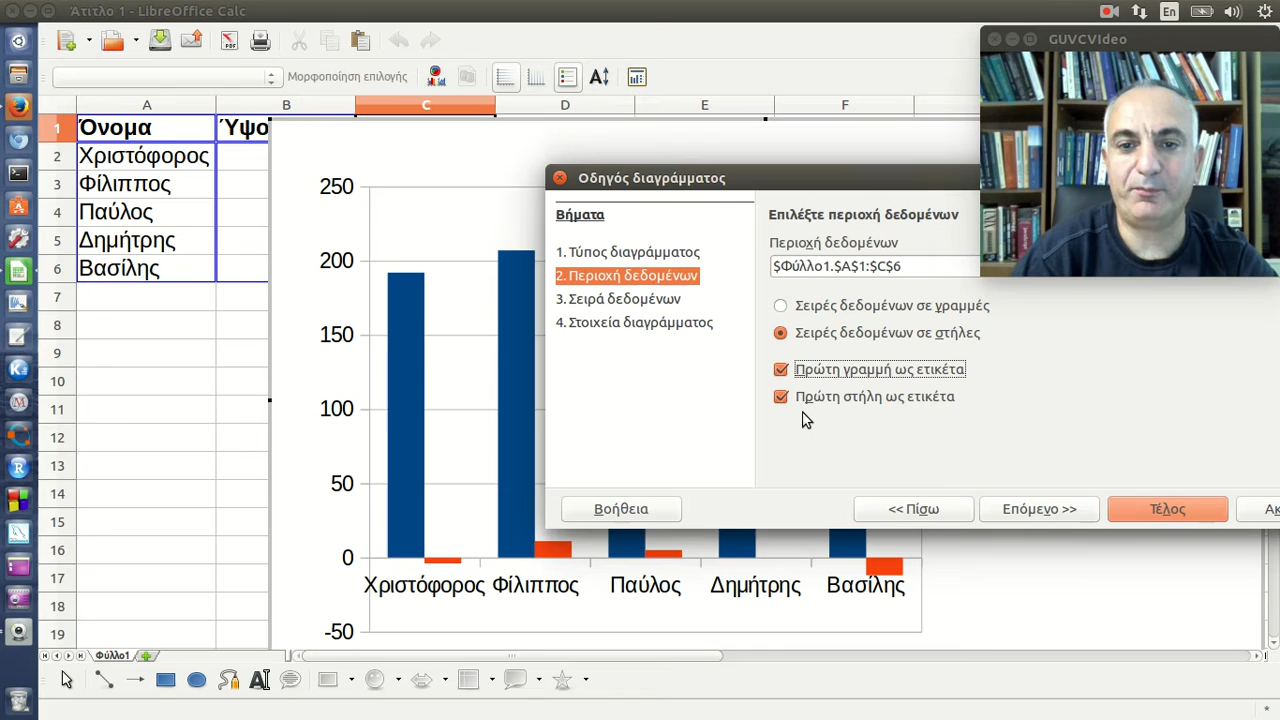 Άτιτλο 1 - LibreOffice Calc
En
GUVCVIdeo
Μορφοποίηση επιλογής
A B C D E F
1 Όνομα Ύψο
2 Χριστόφορος
3 Φίλιππος
4 Παύλος
5 Δημήτρης
6 Βασίλης
7
8
9
10
11
12
13
14
15
16
17
18
19
250
200
150
100
50
0
-50
Χριστόφορος Φίλιππος Παύλος Δημήτρης Βασίλης
Οδηγός διαγράμματος
Βήματα
1. Τύπος διαγράμματος
2. Περιοχή δεδομένων
3. Σειρά δεδομένων
4. Στοιχεία διαγράμματος
Επιλέξτε περιοχή δεδομένων
Περιοχή δεδομένων
$Φύλλο1.$A$1:$C$6
Σειρές δεδομένων σε γραμμές
Σειρές δεδομένων σε στήλες
Πρώτη γραμμή ως ετικέτα
Πρώτη στήλη ως ετικέτα
Βοήθεια
<< Πίσω
Επόμενο >>
Τέλος
Ακ
Φύλλο1